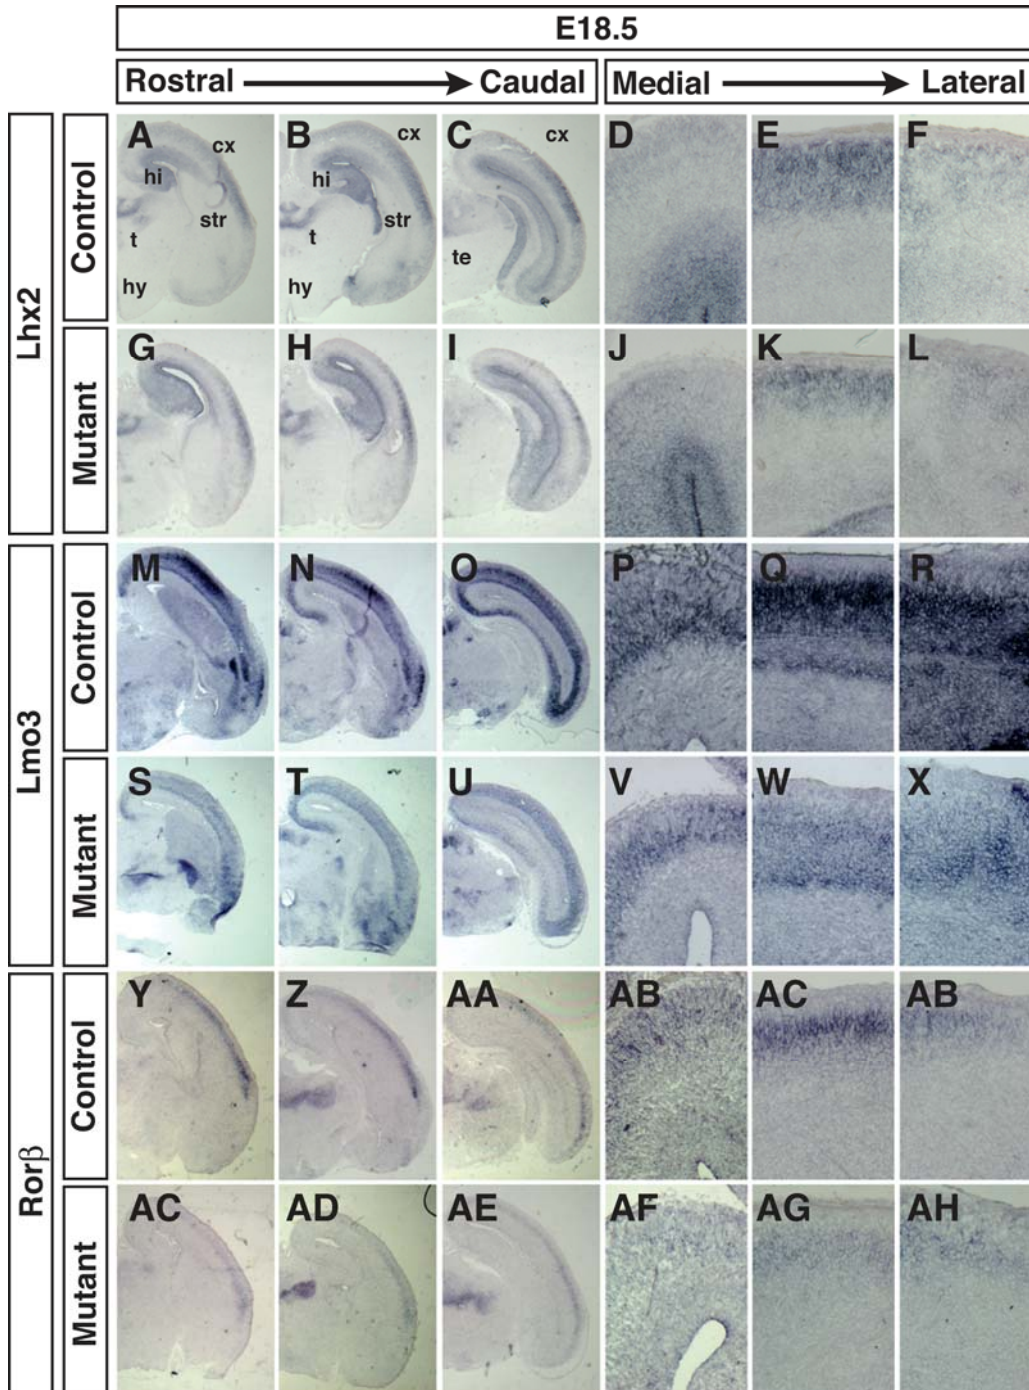 E18.5
Rostral Caudal Medial Lateral
Lhx2
Control
A cx hi str t hy
B cx hi str t hy
C cx te
D
E
F
Mutant
G
H
I
J
K
L
Lmo3
Control
M
N
O
P
Q
R
Mutant
S
T
U
V
W
X
Rorβ
Control
Y
Z
AA
AB
AC
AB
Mutant
AC
AD
AE
AF
AG
AH